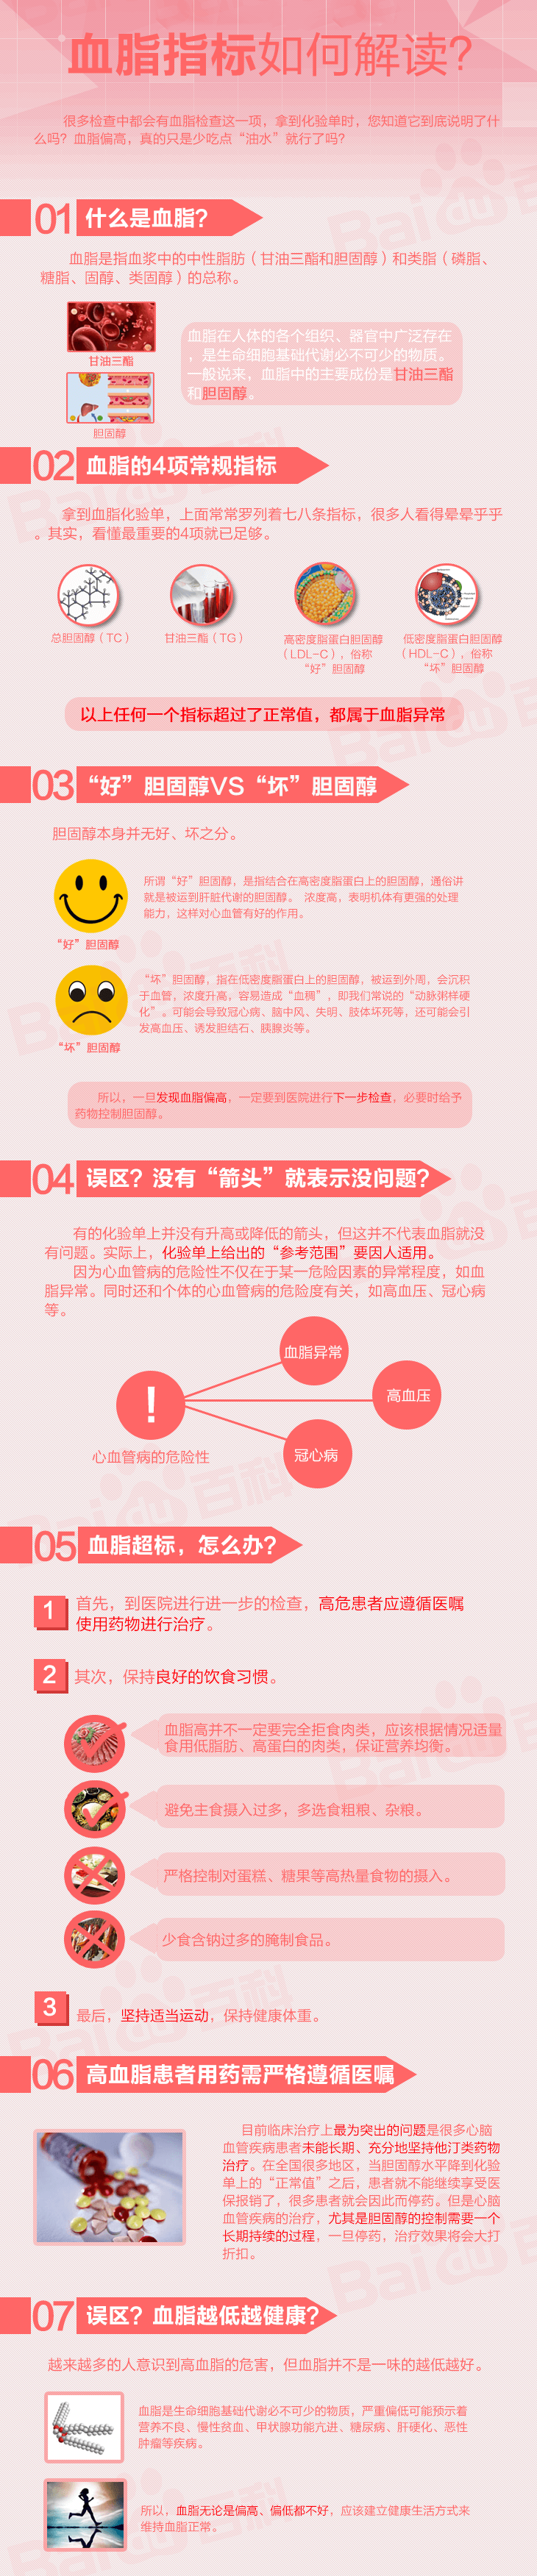 血脂指标如何解读？
很多检查中都会有血脂检查这一项，拿到化验单时，您知道它到底说明了什
么吗？血脂偏高，真的只是少吃点“油水”就行了吗？
01 什么是血脂？
血脂是指血浆中的中性脂肪（甘油三酯和胆固醇）和类脂（磷脂、
糖脂、固醇、类固醇）的总称。
甘油三酯
胆固醇
血脂在人体的各个组织、器官中广泛存在
，是生命细胞基础代谢必不可少的物质。
一般说来，血脂中的主要成份是甘油三酯
和胆固醇。
02 血脂的4项常规指标
拿到血脂化验单，上面常常罗列着七八条指标，很多人看得晕晕乎乎
。其实，看懂最重要的4项就已足够。
总胆固醇（TC）
甘油三酯（TG）
高密度脂蛋白胆固醇
（LDL-C），俗称
“好”胆固醇
低密度脂蛋白胆固醇
（HDL-C），俗称
“坏”胆固醇
以上任何一个指标超过了正常值，都属于血脂异常
03 “好”胆固醇VS“坏”胆固醇
胆固醇本身并无好、坏之分。
所谓“好”胆固醇，是指结合在高密度脂蛋白上的胆固醇，通俗讲
就是被运到肝脏代谢的胆固醇。 浓度高，表明机体有更强的处理
能力，这样对心血管有好的作用。
“好”胆固醇
“坏”胆固醇，指在低密度脂蛋白上的胆固醇，被运到外周，会沉积
于血管，浓度升高，容易造成“血稠”，即我们常说的“动脉粥样硬
化”。可能会导致冠心病、脑中风、失明、肢体坏死等，还可能会引
发高血压、诱发胆结石、胰腺炎等。
“坏”胆固醇
所以，一旦发现血脂偏高，一定要到医院进行下一步检查，必要时给予
药物控制胆固醇。
04 误区？没有“箭头”就表示没问题？
有的化验单上并没有升高或降低的箭头，但这并不代表血脂就没
有问题。实际上，化验单上给出的“参考范围”要因人适用。
因为心血管病的危险性不仅在于某一危险因素的异常程度，如血
脂异常。同时还和个体的心血管病的危险度有关，如高血压、冠心病
等。
血脂异常
高血压
!
冠心病
心血管病的危险性
05 血脂超标，怎么办？
1 首先，到医院进行进一步的检查，高危患者应遵循医嘱
使用药物进行治疗。
2 其次，保持良好的饮食习惯。
血脂高并不一定要完全拒食肉类，应该根据情况适量
食用低脂肪、高蛋白的肉类，保证营养均衡。
避免主食摄入过多，多选食粗粮、杂粮。
严格控制对蛋糕、糖果等高热量食物的摄入。
少食含钠过多的腌制食品。
3 最后，坚持适当运动，保持健康体重。
06 高血脂患者用药需严格遵循医嘱
目前临床治疗上最为突出的问题是很多心脑
血管疾病患者未能长期、充分地坚持他汀类药物
治疗。在全国很多地区，当胆固醇水平降到化验
单上的“正常值”之后，患者就不能继续享受医
保报销了，很多患者就会因此而停药。但是心脑
血管疾病的治疗，尤其是胆固醇的控制需要一个
长期持续的过程，一旦停药，治疗效果将会大打
折扣。
07 误区？血脂越低越健康？
越来越多的人意识到高血脂的危害，但血脂并不是一味的越低越好。
血脂是生命细胞基础代谢必不可少的物质，严重偏低可能预示着
营养不良、慢性贫血、甲状腺功能亢进、糖尿病、肝硬化、恶性
肿瘤等疾病。
所以，血脂无论是偏高、偏低都不好，应该建立健康生活方式来
维持血脂正常。